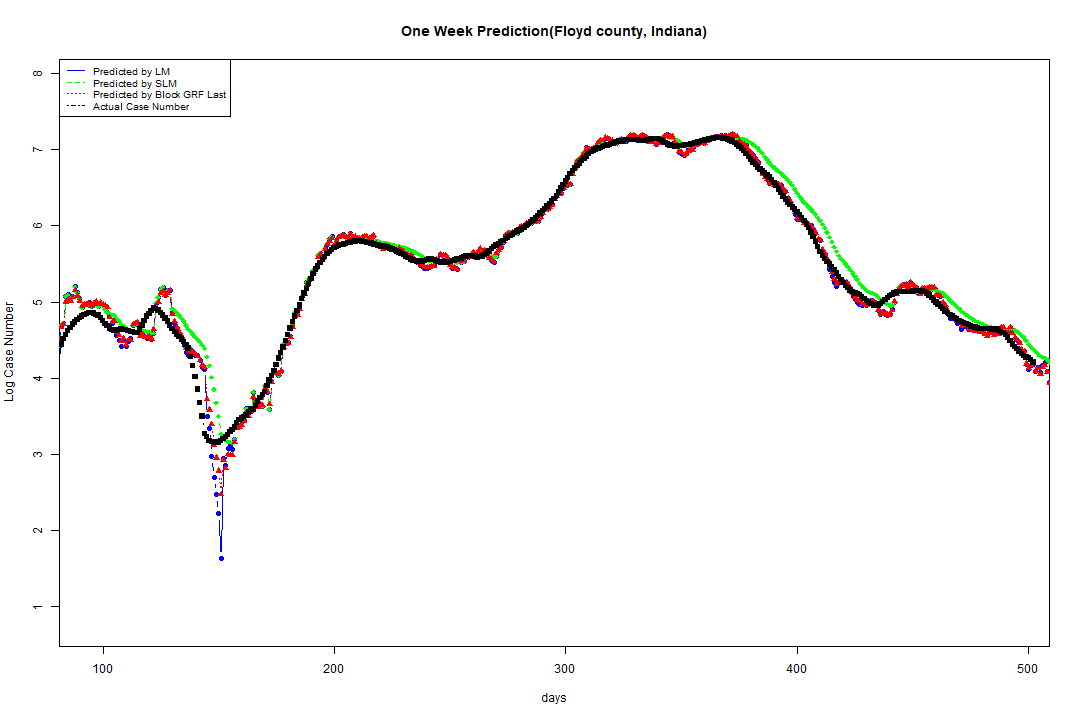 One Week Prediction(Floyd county, Indiana)
Predicted by LM
Predicted by SLM
Predicted by Block GRF Last
Actual Case Number
8
7
6
5
4
3
2
1
Log Case Number
100 200 300 400 500
days